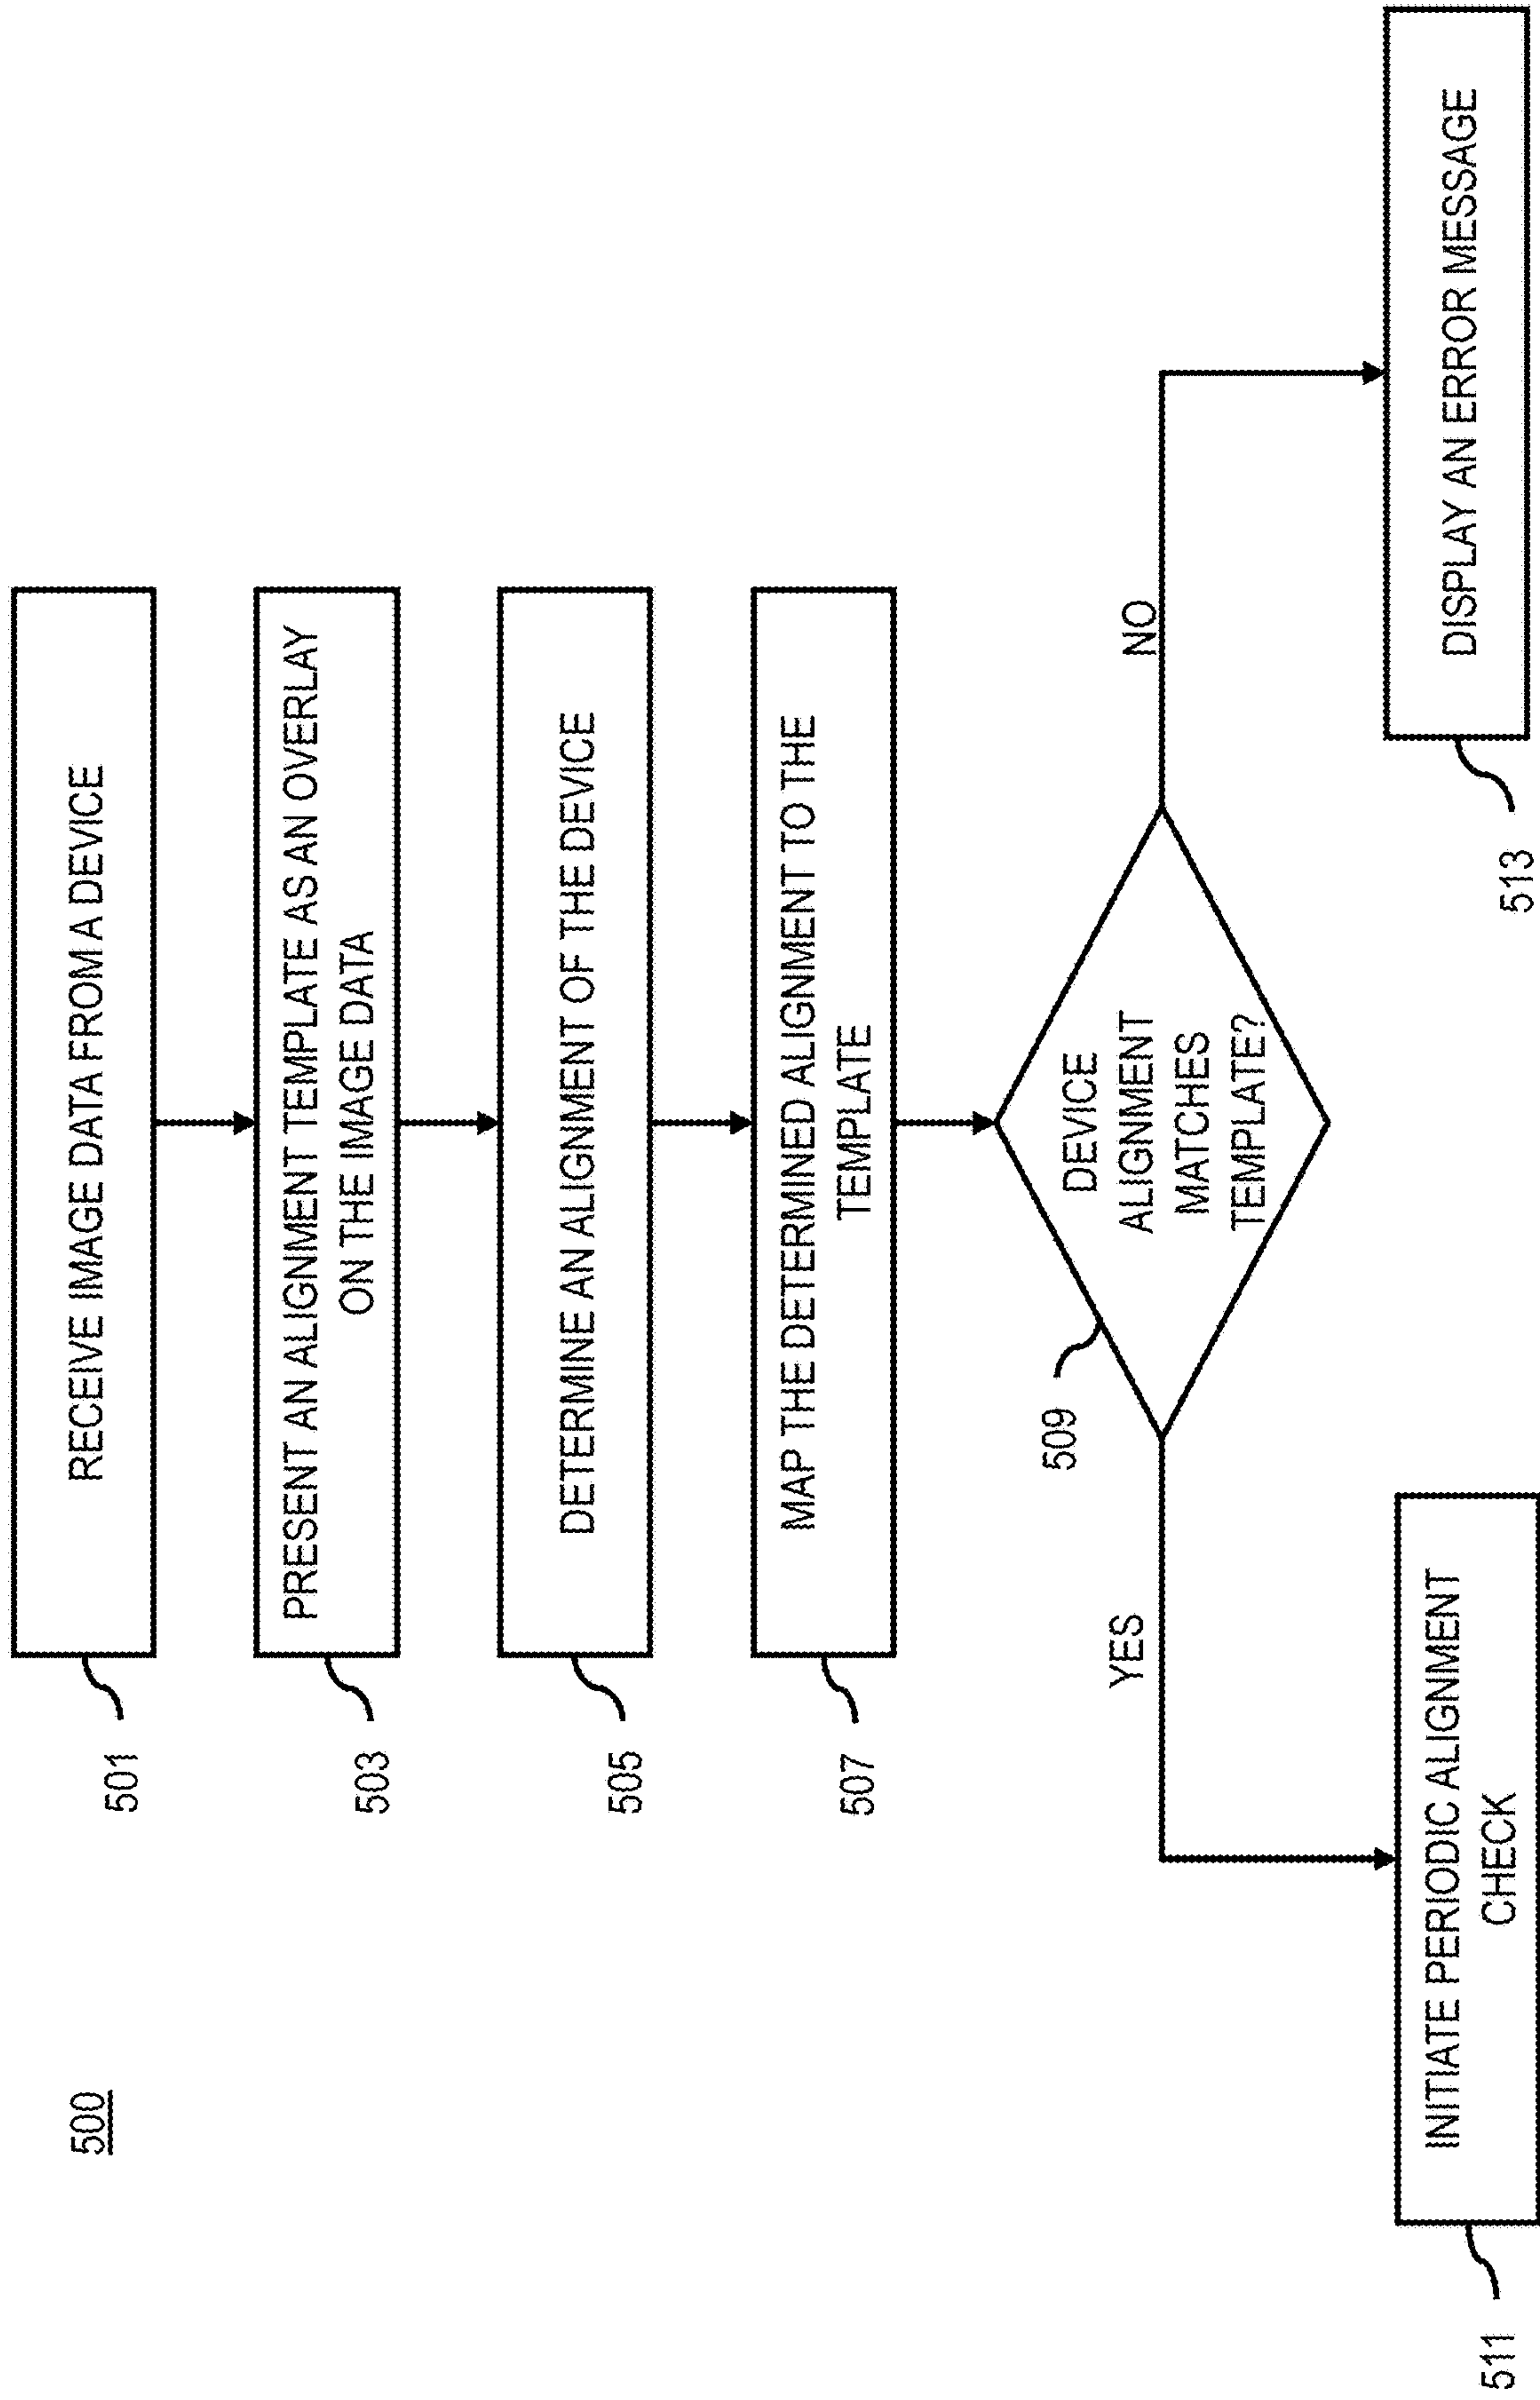 500
501
RECEIVE IMAGE DATA FROM A DEVICE
503
PRESENT AN ALIGNMENT TEMPLATE AS AN OVERLAY
ON THE IMAGE DATA
505
DETERMINE AN ALIGNMENT OF THE DEVICE
507
MAP THE DETERMINED ALIGNMENT TO THE
TEMPLATE
509
DEVICE
ALIGNMENT
MATCHES
TEMPLATE?
YES
NO
511
INITIATE PERIODIC ALIGNMENT
CHECK
513
DISPLAY AN ERROR MESSAGE